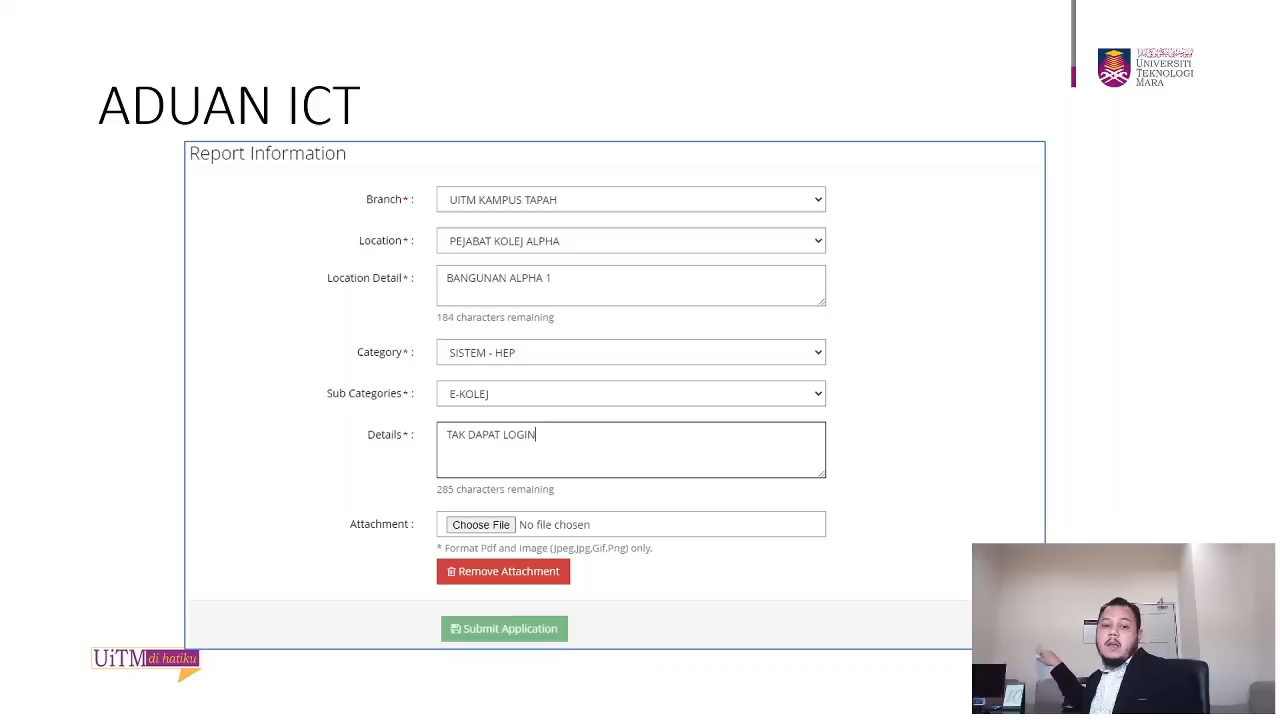 UNIVERSITI
TEKNOLOGI
MARA
ADUAN ICT
Report Information
Branch * : UITM KAMPUS TAPAH
Location * : PEJABAT KOLEJ ALPHA
Location Detail * : BANGUNAN ALPHA 1
184 characters remaining
Category * : SISTEM - HEP
Sub Categories * : E-KOLEJ
Details * : TAK DAPAT LOGIN
285 characters remaining
Attachment : Choose File No file chosen
* Format Pdf and Image (Jpeg,Jpg,Gif,Png) only.
Remove Attachment
Submit Application
UiTM di hatiku